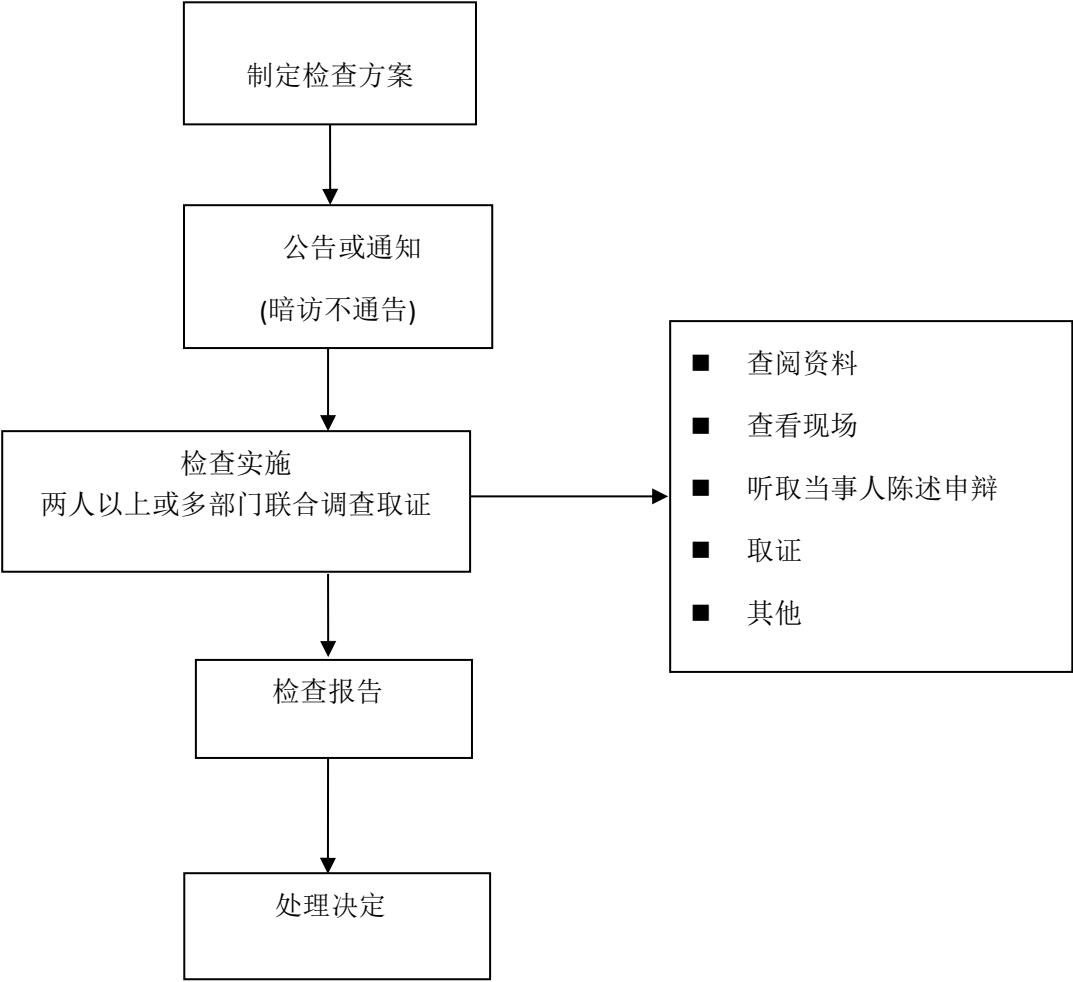 制定检查方案
公告或通知
(暗访不通告)
检查实施
两人以上或多部门联合调查取证
■ 查阅资料
■ 查看现场
■ 听取当事人陈述申辩
■ 取证
■ 其他
检查报告
处理决定